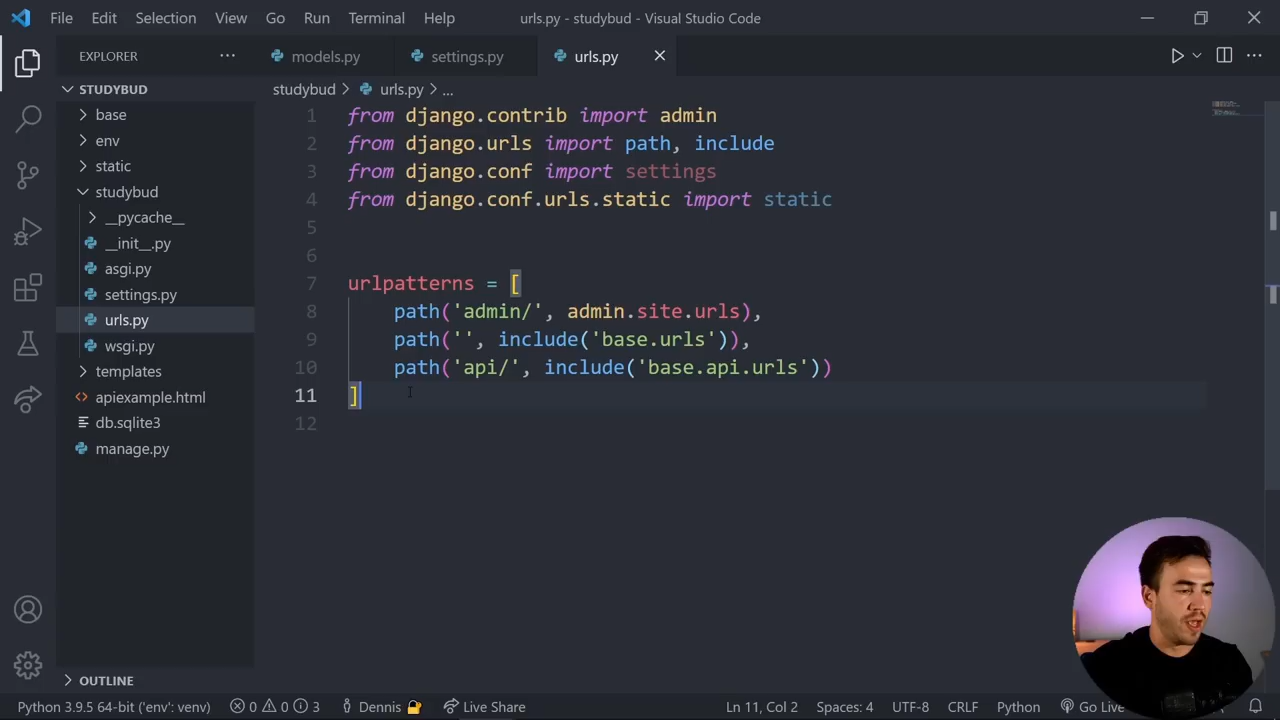 File Edit Selection View Go Run Terminal Help urls.py - studybud - Visual Studio Code
EXPLORER ··· models.py settings.py urls.py
STUDYBUD
base
env
static
studybud
__pycache__
__init__.py
asgi.py
settings.py
urls.py
wsgi.py
templates
apiexample.html
db.sqlite3
manage.py
OUTLINE
studybud > urls.py > ...
1 from django.contrib import admin
2 from django.urls import path, include
3 from django.conf import settings
4 from django.conf.urls.static import static
5
6
7 urlpatterns = [
8 path('admin/', admin.site.urls),
9 path('', include('base.urls')),
10 path('api/', include('base.api.urls'))
11 ]
12
Python 3.9.5 64-bit ('env': venv) 0 0 3 Dennis Live Share Ln 11, Col 2 Spaces: 4 UTF-8 CRLF Python Go Live